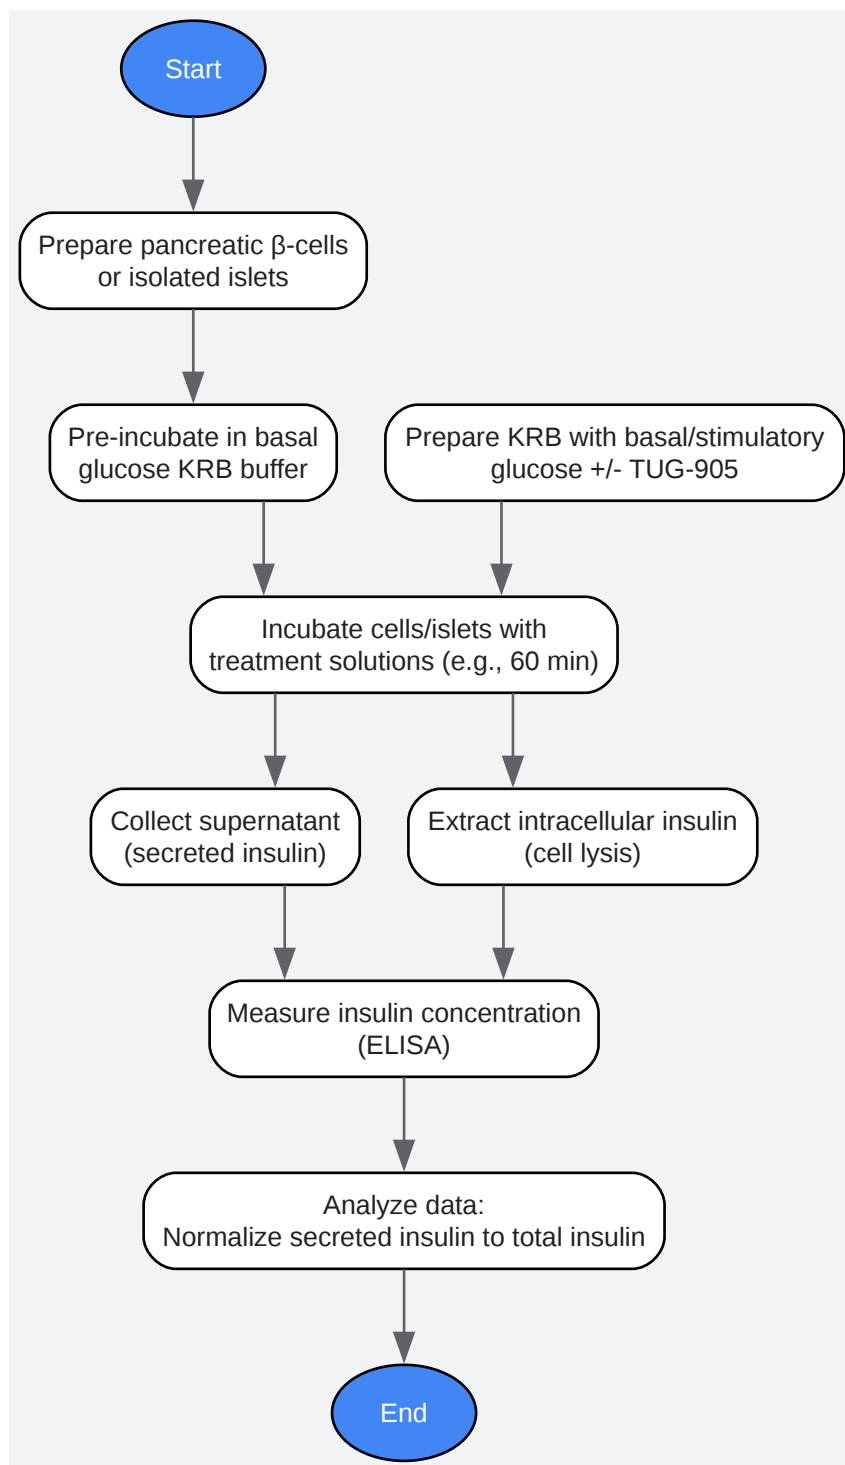 Start
Prepare pancreatic β-cells
or isolated islets
Pre-incubate in basal
glucose KRB buffer
Prepare KRB with basal/stimulatory
glucose +/- TUG-905
Incubate cells/islets with
treatment solutions (e.g., 60 min)
Collect supernatant
(secreted insulin)
Extract intracellular insulin
(cell lysis)
Measure insulin concentration
(ELISA)
Analyze data:
Normalize secreted insulin to total insulin
End